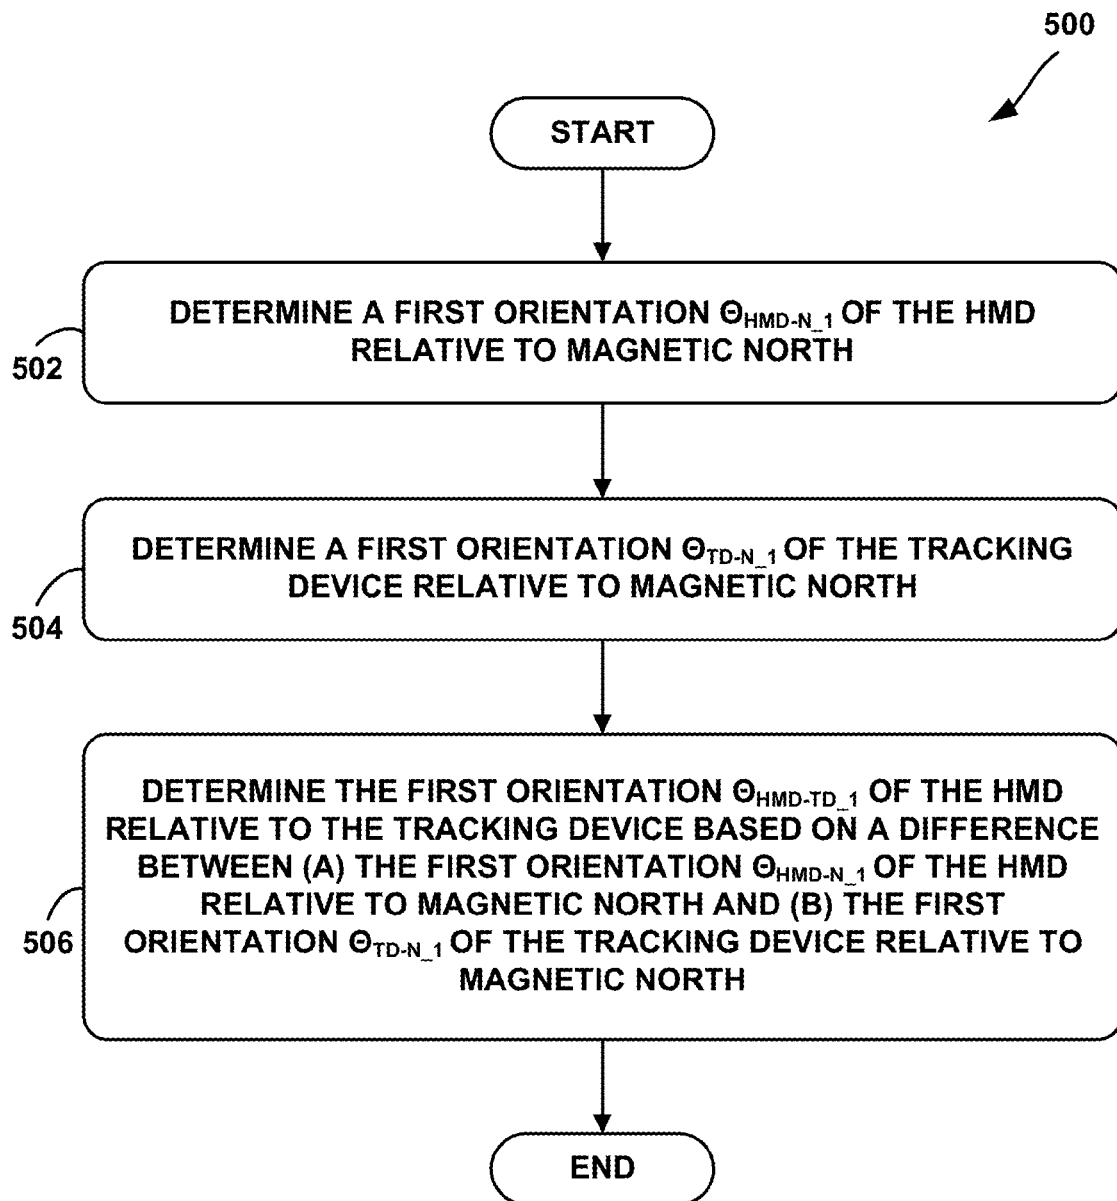 500
START
DETERMINE A FIRST ORIENTATION ΘHMD-N_1 OF THE HMD
RELATIVE TO MAGNETIC NORTH
502
DETERMINE A FIRST ORIENTATION ΘTD-N_1 OF THE TRACKING
DEVICE RELATIVE TO MAGNETIC NORTH
504
DETERMINE THE FIRST ORIENTATION ΘHMD-TD_1 OF THE HMD
RELATIVE TO THE TRACKING DEVICE BASED ON A DIFFERENCE
BETWEEN (A) THE FIRST ORIENTATION ΘHMD-N_1 OF THE HMD
RELATIVE TO MAGNETIC NORTH AND (B) THE FIRST
ORIENTATION ΘTD-N_1 OF THE TRACKING DEVICE RELATIVE TO
MAGNETIC NORTH
506
END